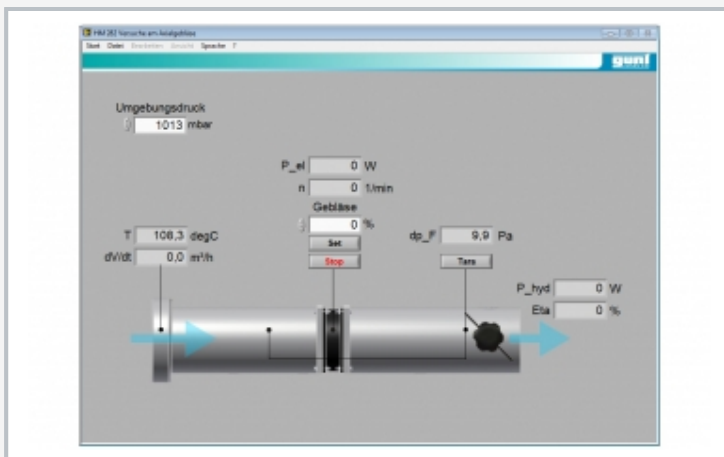 HM 282 Versuche am Axialgebläse
Start Datei Bearbeiten Ansicht Sprache ?
gunt
Umgebungsdruck
1013 mbar
P_el 0 W
n 0 1/min
Gebläse
0 %
Set
Stop
T 108,3 degC
dV/dt 0,0 m³/h
dp_F 9,9 Pa
Tara
P_hyd 0 W
Eta 0 %